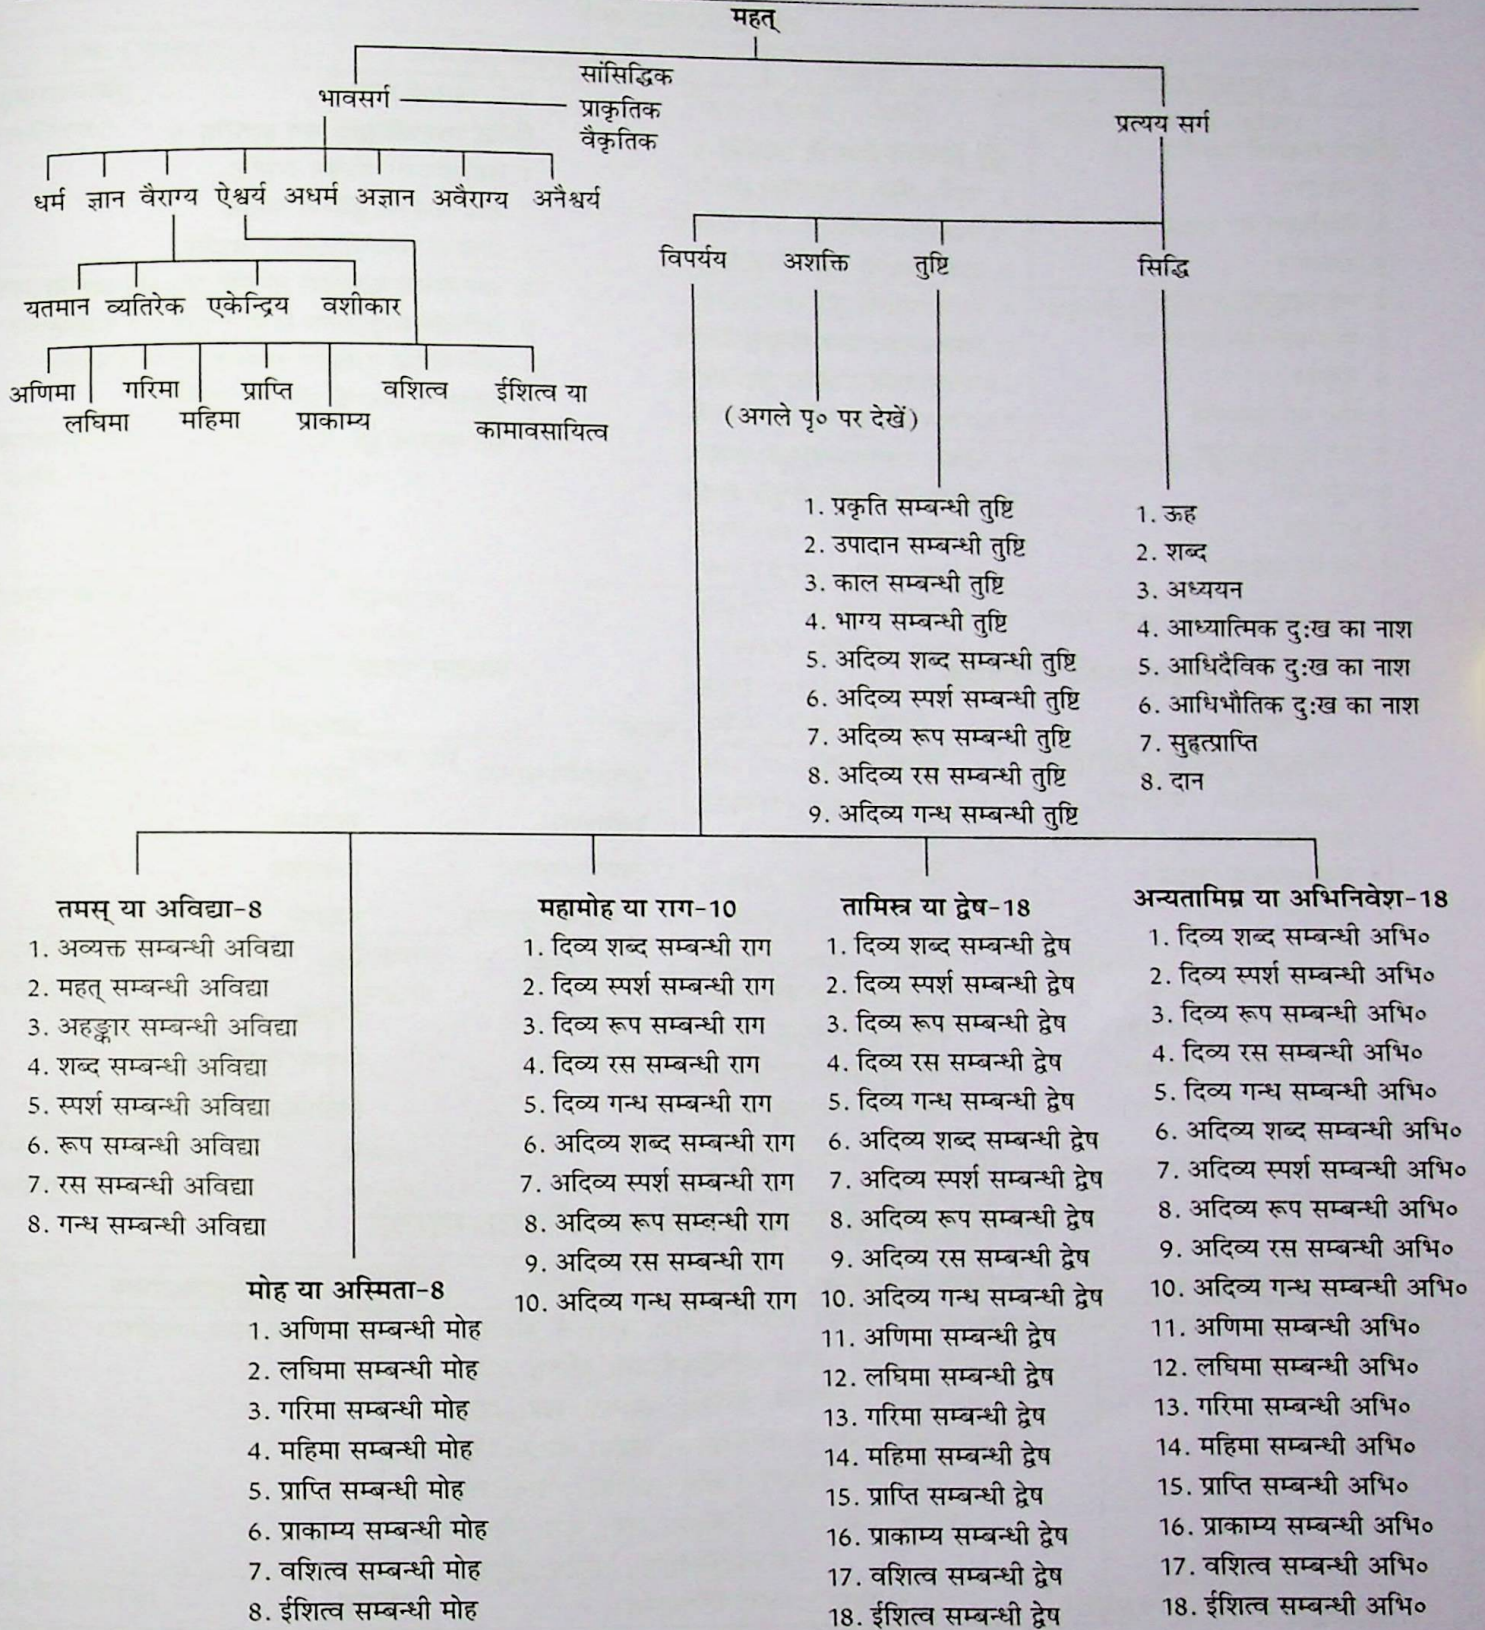 महत्
सांसिद्धिक
भावसर्ग
प्राकृतिक
वैकृतिक
प्रत्यय सर्ग
धर्म ज्ञान वैराग्य ऐश्वर्य अधर्म अज्ञान अवैराग्य अनैश्वर्य
विपर्यय अशक्ति तुष्टि सिद्धि
यतमान व्यतिरेक एकेन्द्रिय वशीकार
अणिमा गरिमा प्राप्ति वशित्व ईशित्व या
लघिमा महिमा प्राकाम्य कामावसायित्व
(अगले पृ० पर देखें)
1. प्रकृति सम्बन्धी तुष्टि
2. उपादान सम्बन्धी तुष्टि
3. काल सम्बन्धी तुष्टि
4. भाग्य सम्बन्धी तुष्टि
5. अदिव्य शब्द सम्बन्धी तुष्टि
6. अदिव्य स्पर्श सम्बन्धी तुष्टि
7. अदिव्य रूप सम्बन्धी तुष्टि
8. अदिव्य रस सम्बन्धी तुष्टि
9. अदिव्य गन्ध सम्बन्धी तुष्टि
1. ऊह
2. शब्द
3. अध्ययन
4. आध्यात्मिक दुःख का नाश
5. आधिदैविक दुःख का नाश
6. आधिभौतिक दुःख का नाश
7. सुहृत्प्राप्ति
8. दान
तमस् या अविद्या-8
1. अव्यक्त सम्बन्धी अविद्या
2. महत् सम्बन्धी अविद्या
3. अहङ्कार सम्बन्धी अविद्या
4. शब्द सम्बन्धी अविद्या
5. स्पर्श सम्बन्धी अविद्या
6. रूप सम्बन्धी अविद्या
7. रस सम्बन्धी अविद्या
8. गन्ध सम्बन्धी अविद्या
मोह या अस्मिता-8
1. अणिमा सम्बन्धी मोह
2. लघिमा सम्बन्धी मोह
3. गरिमा सम्बन्धी मोह
4. महिमा सम्बन्धी मोह
5. प्राप्ति सम्बन्धी मोह
6. प्राकाम्य सम्बन्धी मोह
7. वशित्व सम्बन्धी मोह
8. ईशित्व सम्बन्धी मोह
महामोह या राग-10
1. दिव्य शब्द सम्बन्धी राग
2. दिव्य स्पर्श सम्बन्धी राग
3. दिव्य रूप सम्बन्धी राग
4. दिव्य रस सम्बन्धी राग
5. दिव्य गन्ध सम्बन्धी राग
6. अदिव्य शब्द सम्बन्धी राग
7. अदिव्य स्पर्श सम्बन्धी राग
8. अदिव्य रूप सम्बन्धी राग
9. अदिव्य रस सम्बन्धी राग
10. अदिव्य गन्ध सम्बन्धी राग
तामिस्त्र या द्वेष-18
1. दिव्य शब्द सम्बन्धी द्वेष
2. दिव्य स्पर्श सम्बन्धी द्वेष
3. दिव्य रूप सम्बन्धी द्वेष
4. दिव्य रस सम्बन्धी द्वेष
5. दिव्य गन्ध सम्बन्धी द्वेष
6. अदिव्य शब्द सम्बन्धी द्वेष
7. अदिव्य स्पर्श सम्बन्धी द्वेष
8. अदिव्य रूप सम्बन्धी द्वेष
9. अदिव्य रस सम्बन्धी द्वेष
10. अदिव्य गन्ध सम्बन्धी द्वेष
11. अणिमा सम्बन्धी द्वेष
12. लघिमा सम्बन्धी द्वेष
13. गरिमा सम्बन्धी द्वेष
14. महिमा सम्बन्धी द्वेष
15. प्राप्ति सम्बन्धी द्वेष
16. प्राकाम्य सम्बन्धी द्वेष
17. वशित्व सम्बन्धी द्वेष
18. ईशित्व सम्बन्धी द्वेष
अन्यतामिम्र या अभिनिवेश-18
1. दिव्य शब्द सम्बन्धी अभि०
2. दिव्य स्पर्श सम्बन्धी अभि०
3. दिव्य रूप सम्बन्धी अभि०
4. दिव्य रस सम्बन्धी अभि०
5. दिव्य गन्ध सम्बन्धी अभि०
6. अदिव्य शब्द सम्बन्धी अभि०
7. अदिव्य स्पर्श सम्बन्धी अभि०
8. अदिव्य रूप सम्बन्धी अभि०
9. अदिव्य रस सम्बन्धी अभि०
10. अदिव्य गन्ध सम्बन्धी अभि०
11. अणिमा सम्बन्धी अभि०
12. लघिमा सम्बन्धी अभि०
13. गरिमा सम्बन्धी अभि०
14. महिमा सम्बन्धी अभि०
15. प्राप्ति सम्बन्धी अभि०
16. प्राकाम्य सम्बन्धी अभि०
17. वशित्व सम्बन्धी अभि०
18. ईशित्व सम्बन्धी अभि०